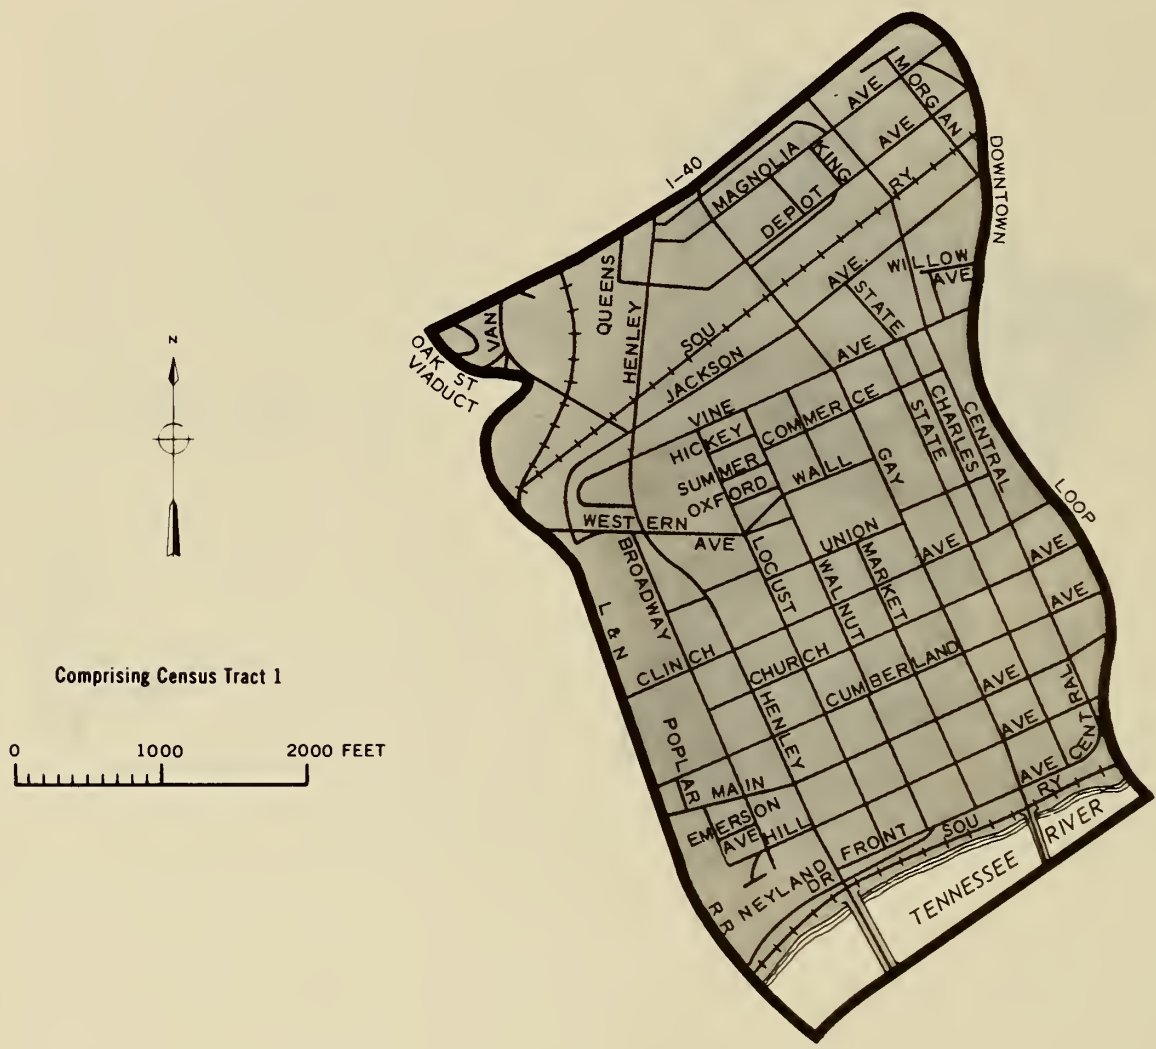 MORGAN
AVE
AVE
I-40
MAGNOLIA
KING
DEPOT
RY
DOWNTOWN
QUEENS
WILLOW
AVE
AVE.
STATE
VAN
HENLEY
SOU
JACKSON
AVE
OAK ST
VIADUCT
N
VINE
COMMERCE
HICKEY
CHARLES
STATE
CENTRAL
SUMMER
WALL
GAY
OXFORD
LOOP
WESTERN
AVE
UNION
AVE
AVE
BROADWAY
LOCUST
WALNUT
MARKET
AVE
L & N
CLINCH
CHURCH
CUMBERLAND
AVE
Comprising Census Tract 1
HENLEY
CENTRAL
POPLAR
AVE
0 1000 2000 FEET
MAIN
AVE
RY
EMERSON
AVE
HILL
FRONT
SOU
RIVER
NEYLAND
DR
TENNESSEE
RR